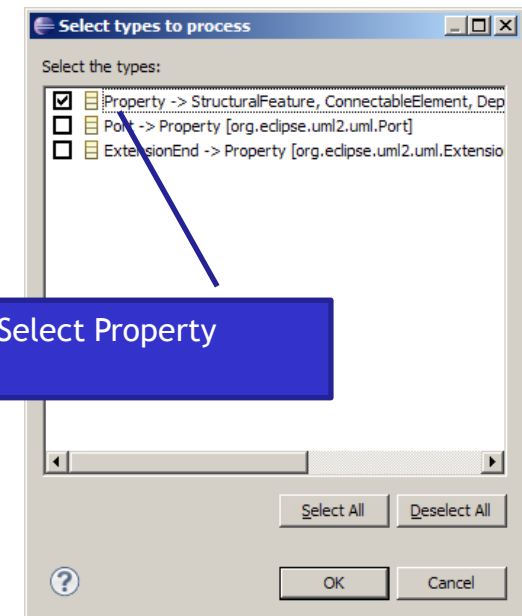 Select types to process
Select the types:
Property -> StructuralFeature, ConnectableElement, Dep
Port -> Property [org.eclipse.uml2.uml.Port]
ExtensionEnd -> Property [org.eclipse.uml2.uml.Extensio
Select Property
Select All
Deselect All
?
OK
Cancel